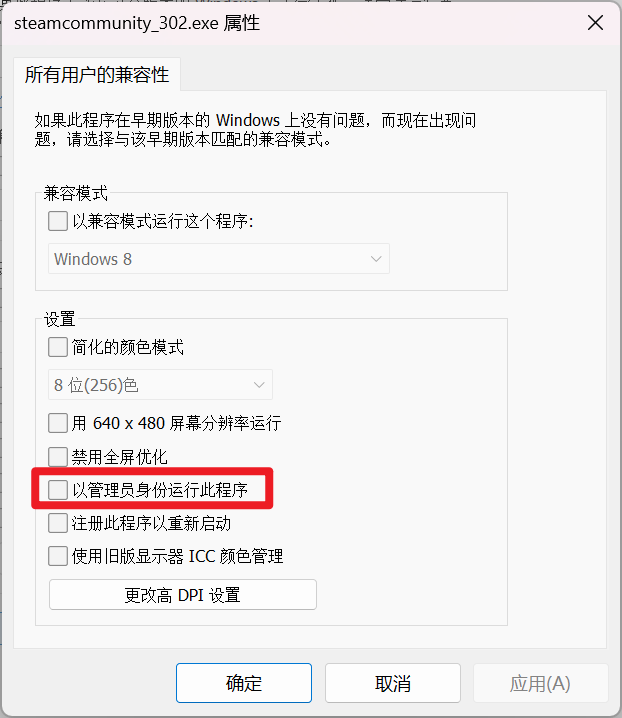 steamcommunity_302.exe 属性
所有用户的兼容性
如果此程序在早期版本的 Windows 上没有问题，而现在出现问
题，请选择与该早期版本匹配的兼容模式。
兼容模式
以兼容模式运行这个程序:
Windows 8
设置
简化的颜色模式
8 位(256)色
用 640 x 480 屏幕分辨率运行
禁用全屏优化
以管理员身份运行此程序
注册此程序以重新启动
使用旧版显示器 ICC 颜色管理
更改高 DPI 设置
确定
取消
应用(A)